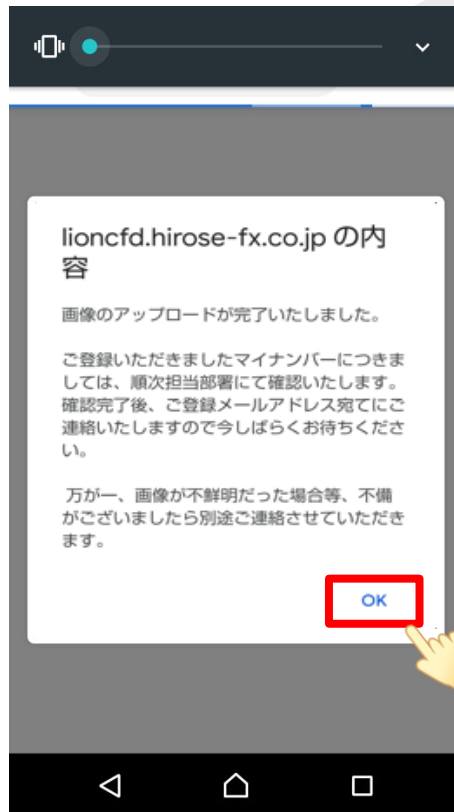 lioncfd.hirose-fx.co.jp の内
容
画像のアップロードが完了いたしました。
ご登録いただきましたマイナンバーにつきま
しては、順次担当部署にて確認いたします。
確認完了後、ご登録メールアドレス宛てにご
連絡いたしますので今しばらくお待ちくださ
い。
万が一、画像が不鮮明だった場合等、不備
がございましたら別途ご連絡させていただき
ます。
OK